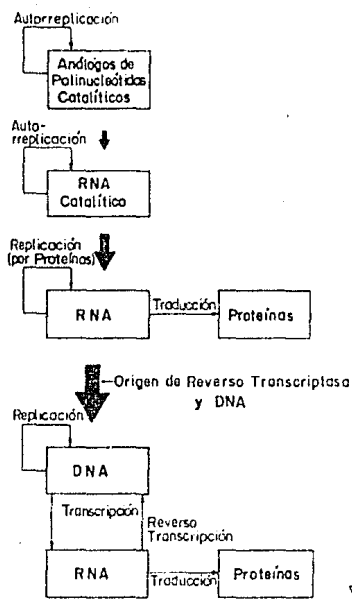 Autorreplicación
Análogos de
Polinucleótidos
Catalíticos
Auto-
rreplicación
RNA
Catalítico
Replicación
(por Proteínas)
RNA
Traducción
Proteínas
Origen de Reverso Transcriptasa
y DNA
Replicación
DNA
Transcripción
Reverso
Transcripción
RNA
Traducción
Proteínas